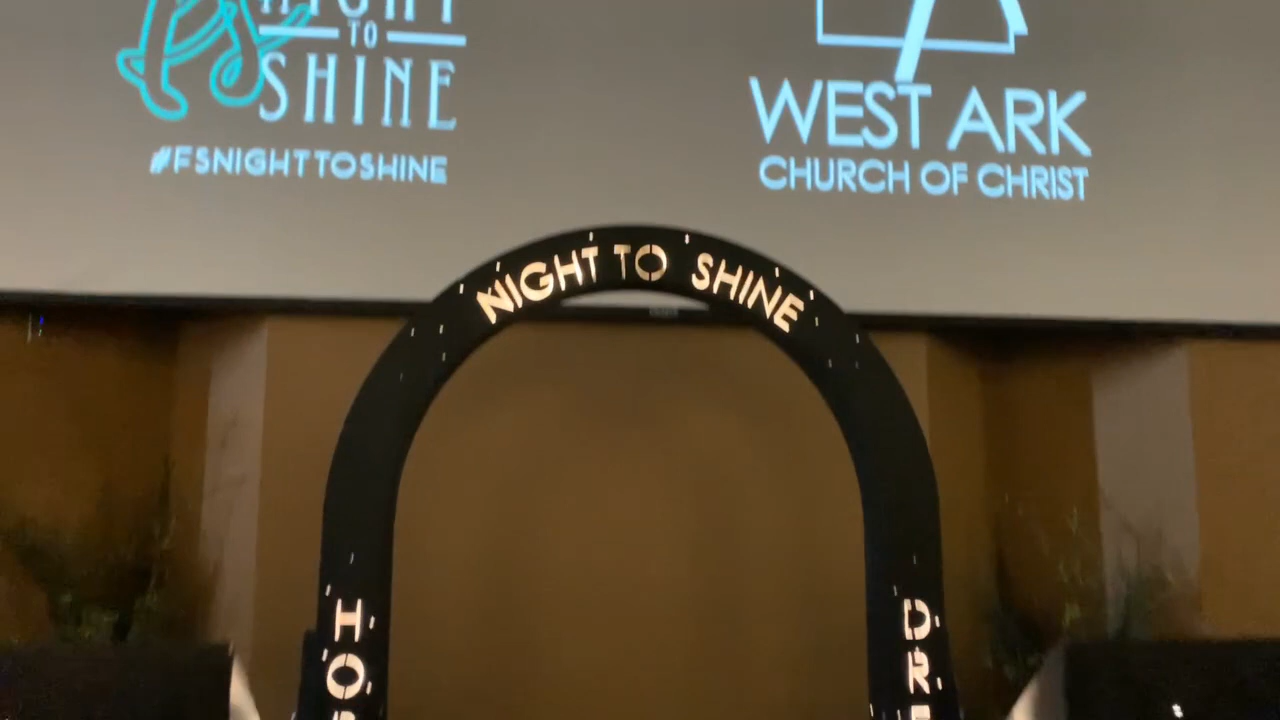 TO
SHINE
#FSNIGHTTOSHINE
WEST ARK
CHURCH OF CHRIST
NIGHT TO SHINE